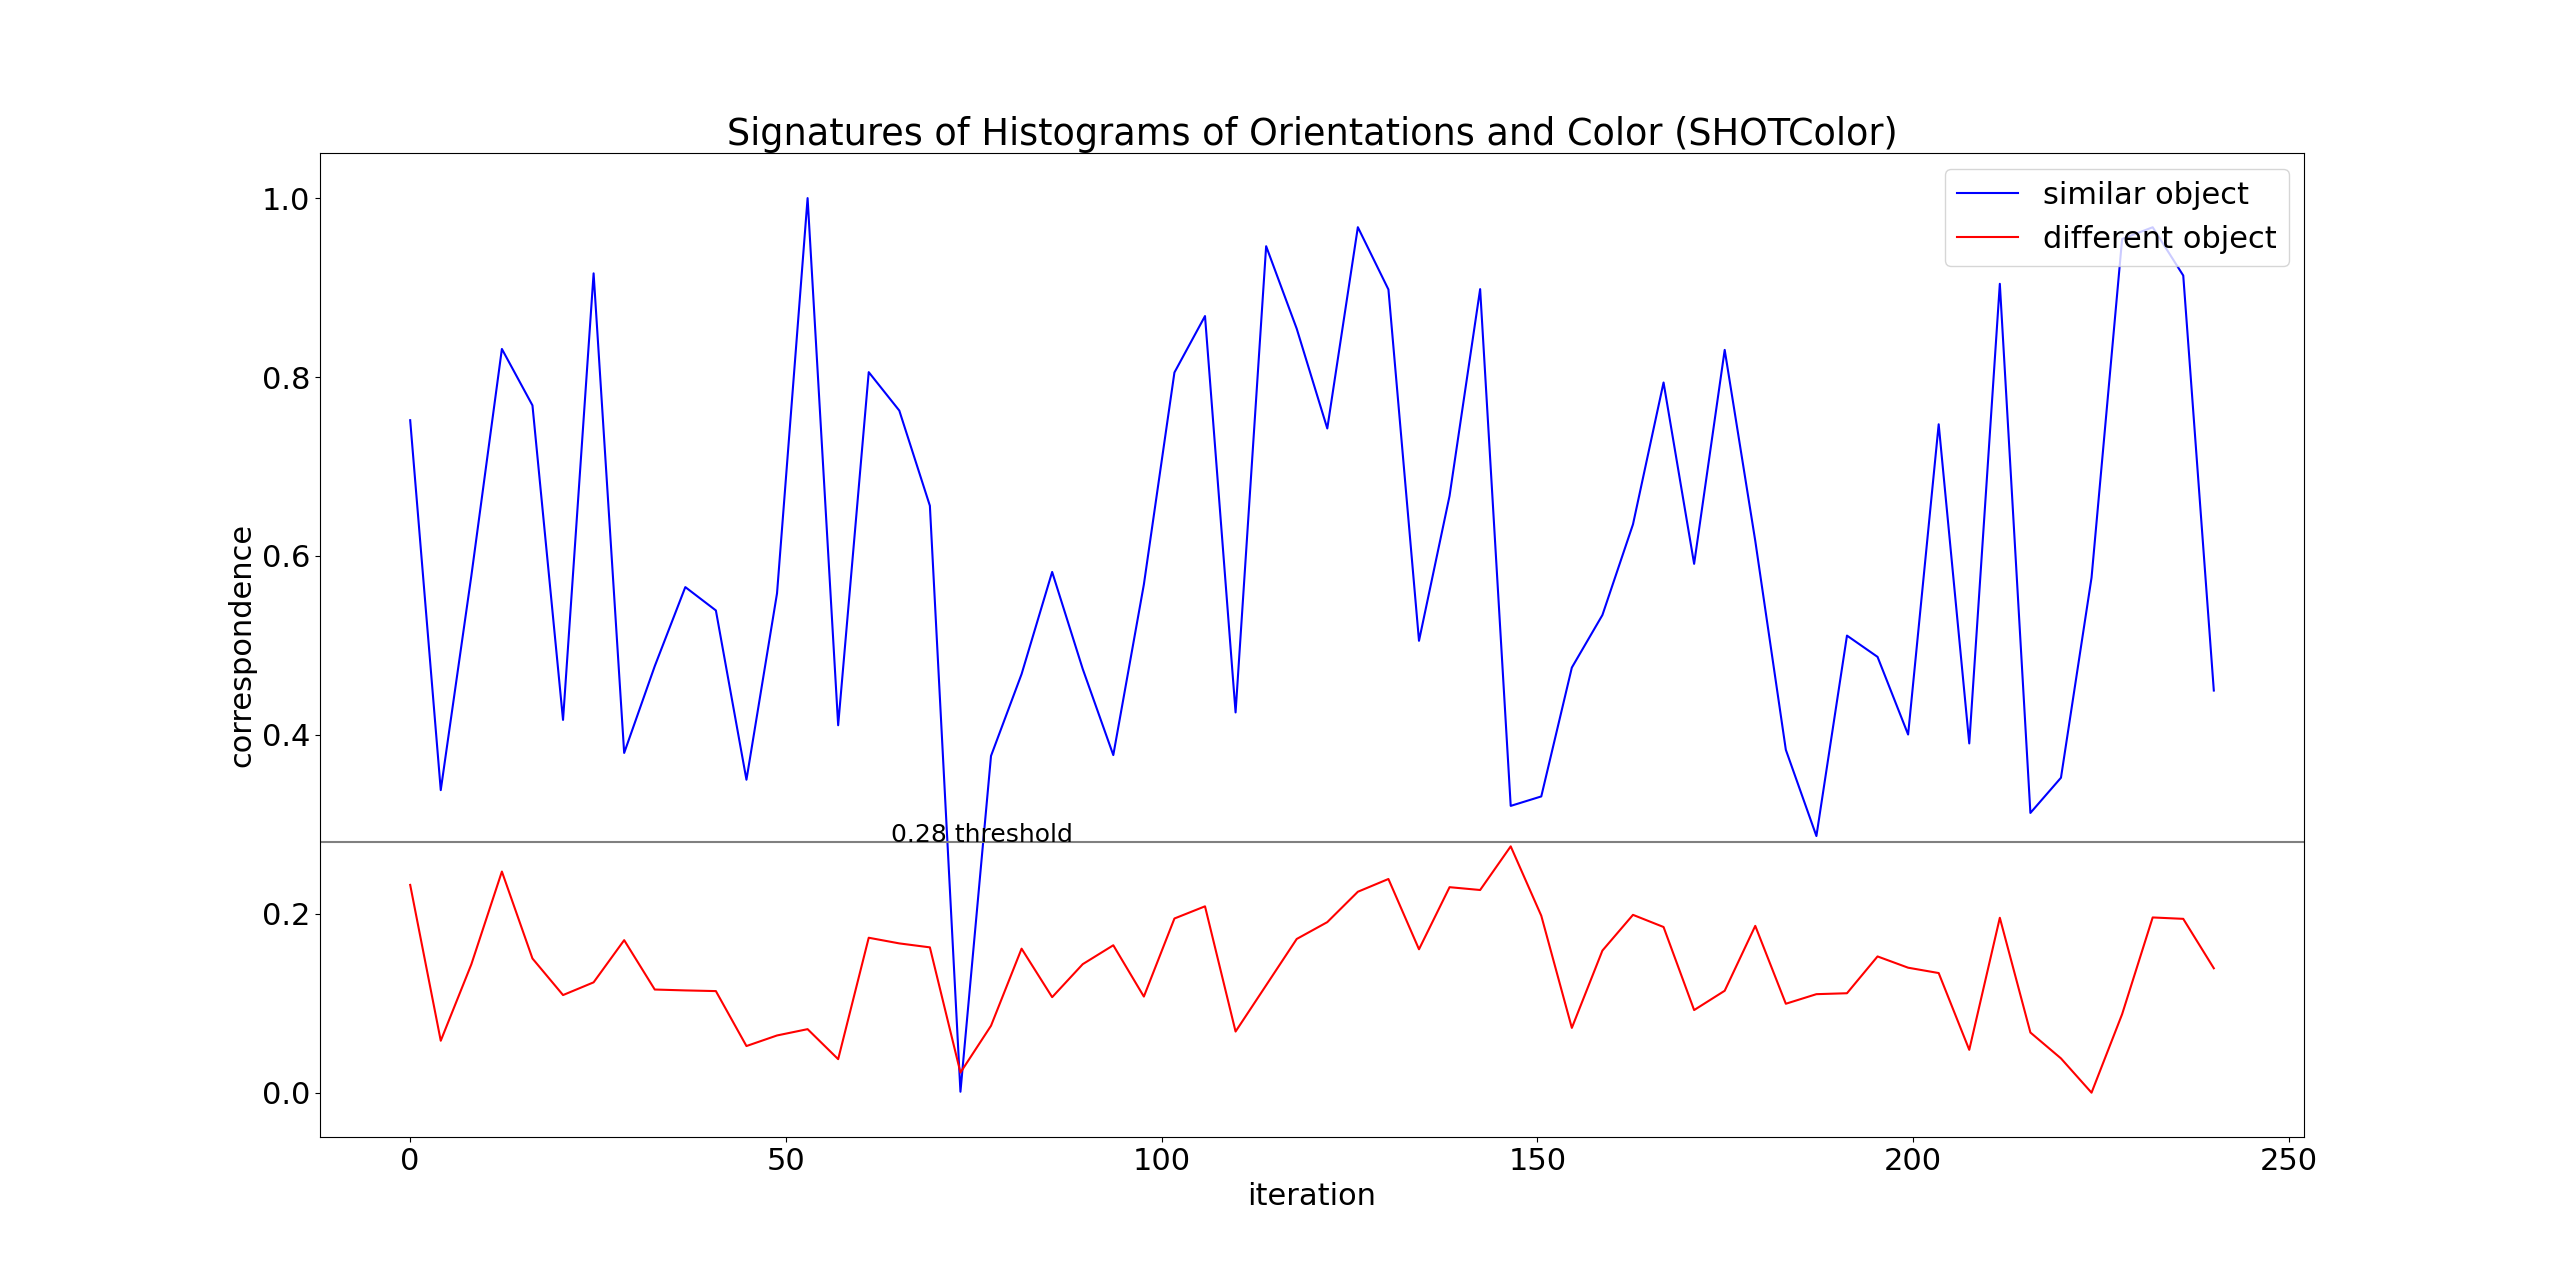 Signatures of Histograms of Orientations and Color (SHOTColor)
similar object
different object
correspondence
1.0
0.8
0.6
0.4
0.2
0.0
0.28 threshold
0 50 100 150 200 250
iteration